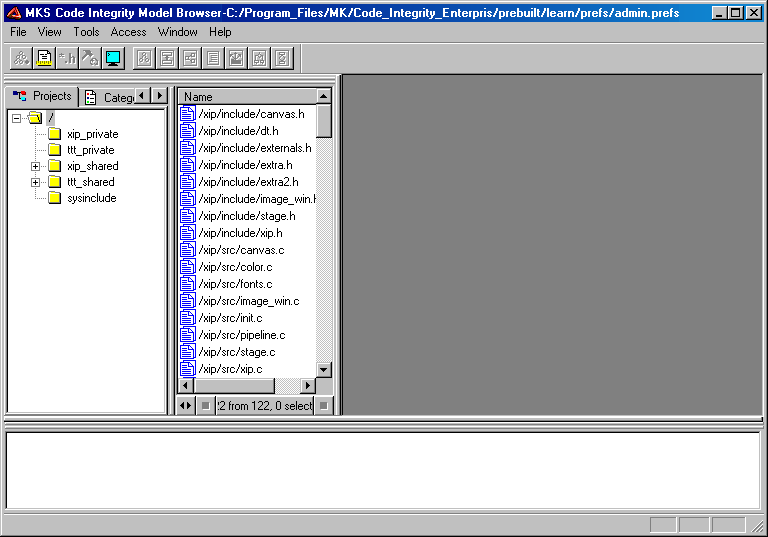 MKS Code Integrity Model Browser-C:/Program_Files/MK/Code_Integrity_Enterpris/prebuilt/learn/prefs/admin.prefs
File View Tools Access Window Help
*.h
Projects Categ
Name
/
xip_private
ttt_private
xip_shared
ttt_shared
sysinclude
/xip/include/canvas.h
/xip/include/dt.h
/xip/include/externals.h
/xip/include/extra.h
/xip/include/extra2.h
/xip/include/image_win.h
/xip/include/stage.h
/xip/include/xip.h
/xip/src/canvas.c
/xip/src/color.c
/xip/src/fonts.c
/xip/src/image_win.c
/xip/src/init.c
/xip/src/pipeline.c
/xip/src/stage.c
/xip/src/xip.c
2 from 122, 0 select